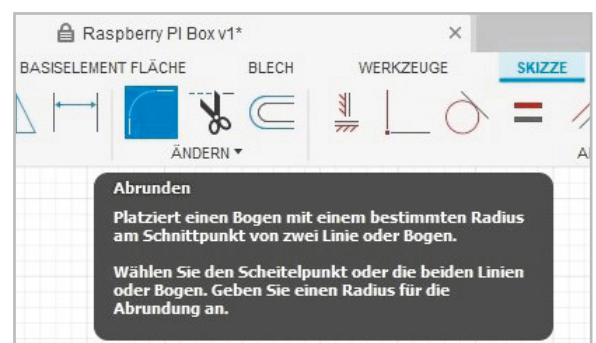 Raspberry PI Box v1*
BASISELEMENT FLÄCHE BLECH WERKZEUGE SKIZZE
ÄNDERN
Abrunden
Platziert einen Bogen mit einem bestimmten Radius
am Schnittpunkt von zwei Linie oder Bogen.
Wählen Sie den Scheitelpunkt oder die beiden Linien
oder Bogen. Geben Sie einen Radius für die
Abrundung an.